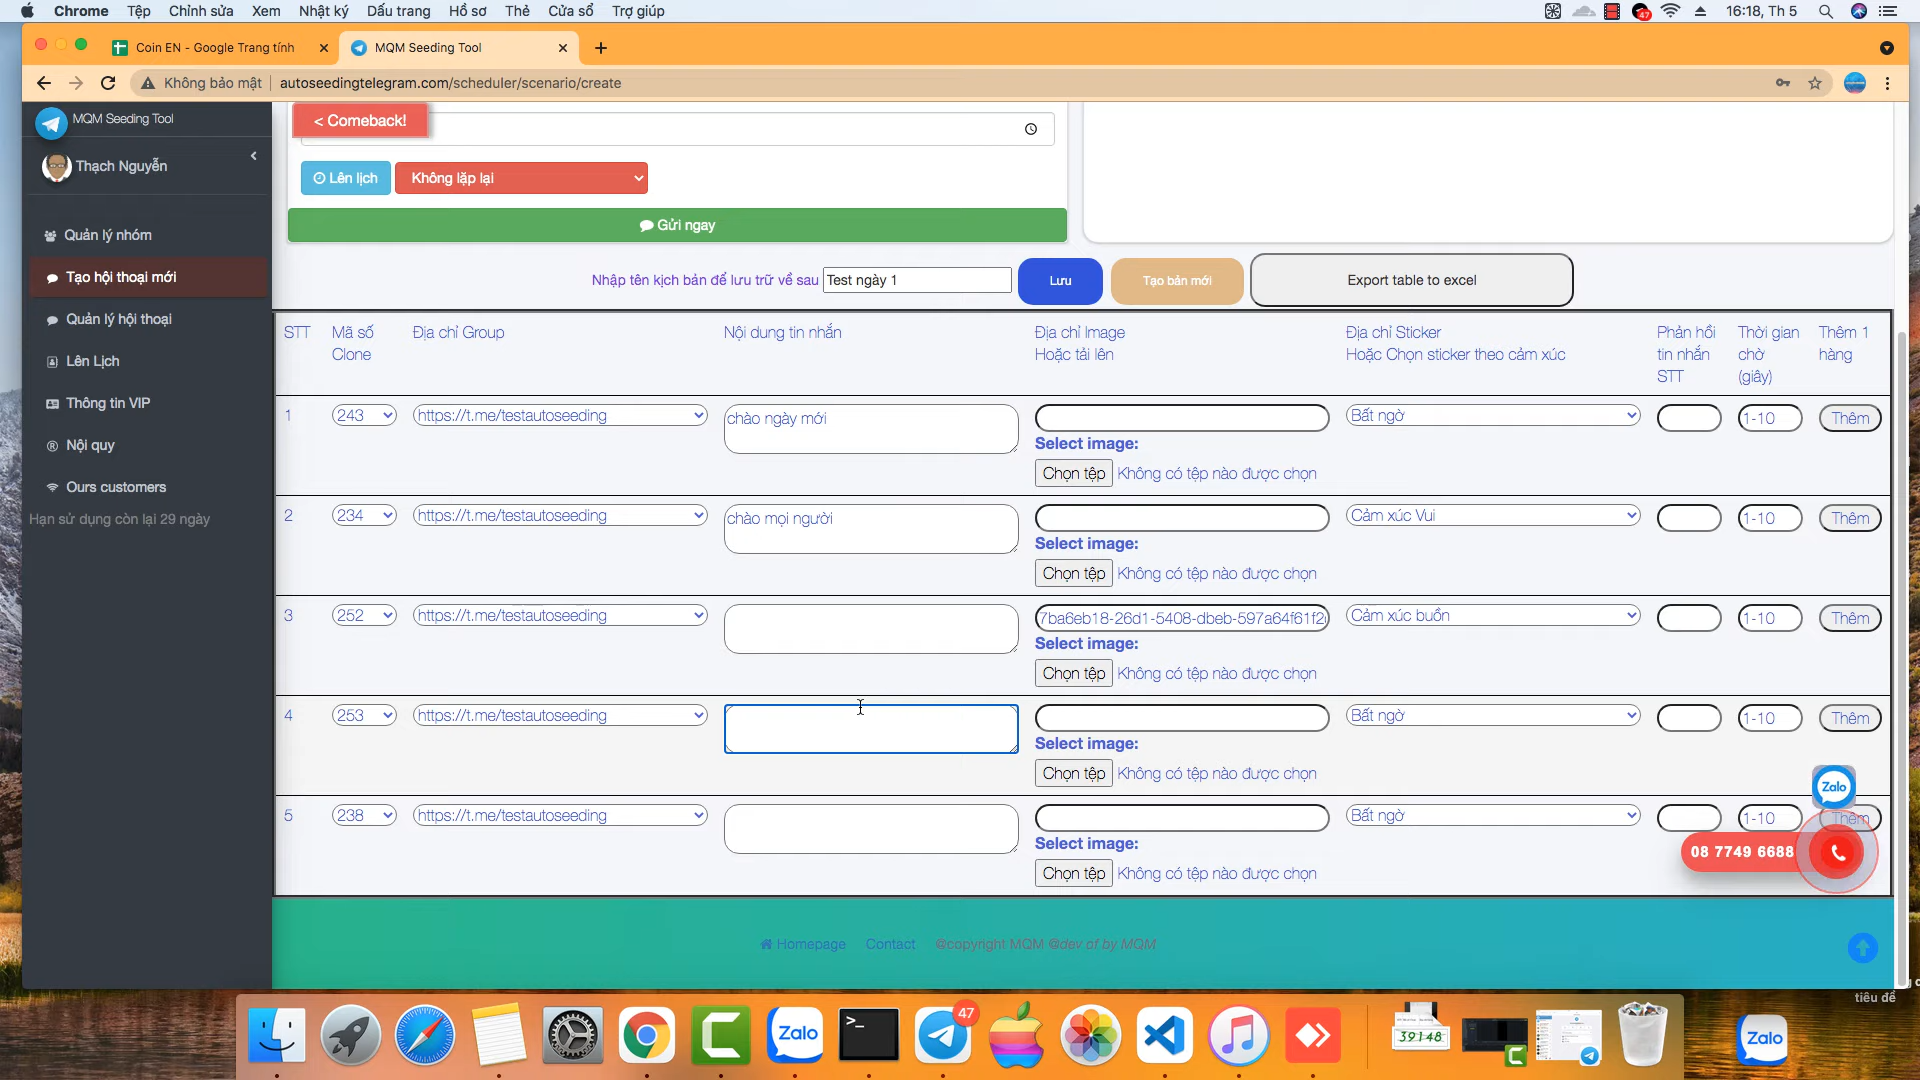 Chrome Tệp Chỉnh sửa Xem Nhật ký Dấu trang Hồ sơ Thẻ Cửa sổ Trợ giúp 47 16:18, Th 5
Coin EN - Google Trang tính
MQM Seeding Tool
Không bảo mật autoseedingtelegram.com/scheduler/scenario/create
MQM Seeding Tool
Thạch Nguyễn
Quản lý nhóm
Tạo hội thoại mới
Quản lý hội thoại
Lên Lịch
Thông tin VIP
Nội quy
Ours customers
Hạn sử dụng còn lại 29 ngày
< Comeback!
Lên lịch Không lặp lại
Gửi ngay
Nhập tên kịch bản để lưu trữ về sau Test ngày 1 Lưu Tạo bản mới Export table to excel
STT
Mã số
Clone
Địa chỉ Group
Nội dung tin nhắn
Địa chỉ Image
Hoặc tải lên
Địa chỉ Sticker
Hoặc Chọn sticker theo cảm xúc
Phản hồi
tin nhắn
STT
Thời gian
chờ
(giây)
Thêm 1
hàng
1 243 https://t.me/testautoseeding chào ngày mới Bất ngờ 1-10 Thêm
Select image:
Chọn tệp Không có tệp nào được chọn
2 234 https://t.me/testautoseeding chào mọi người Cảm xúc Vui 1-10 Thêm
Select image:
Chọn tệp Không có tệp nào được chọn
3 252 https://t.me/testautoseeding 7ba6eb18-26d1-5408-dbeb-597a64f61f2 Cảm xúc buồn 1-10 Thêm
Select image:
Chọn tệp Không có tệp nào được chọn
4 253 https://t.me/testautoseeding Bất ngờ 1-10 Thêm
Select image:
Chọn tệp Không có tệp nào được chọn
Zalo
5 238 https://t.me/testautoseeding Bất ngờ 1-10 Thêm
Select image:
08 7749 6688
Chọn tệp Không có tệp nào được chọn
Homepage Contact @copyright MQM @dev of by MQM
tiêu đề
Zalo
47
39148
Zalo